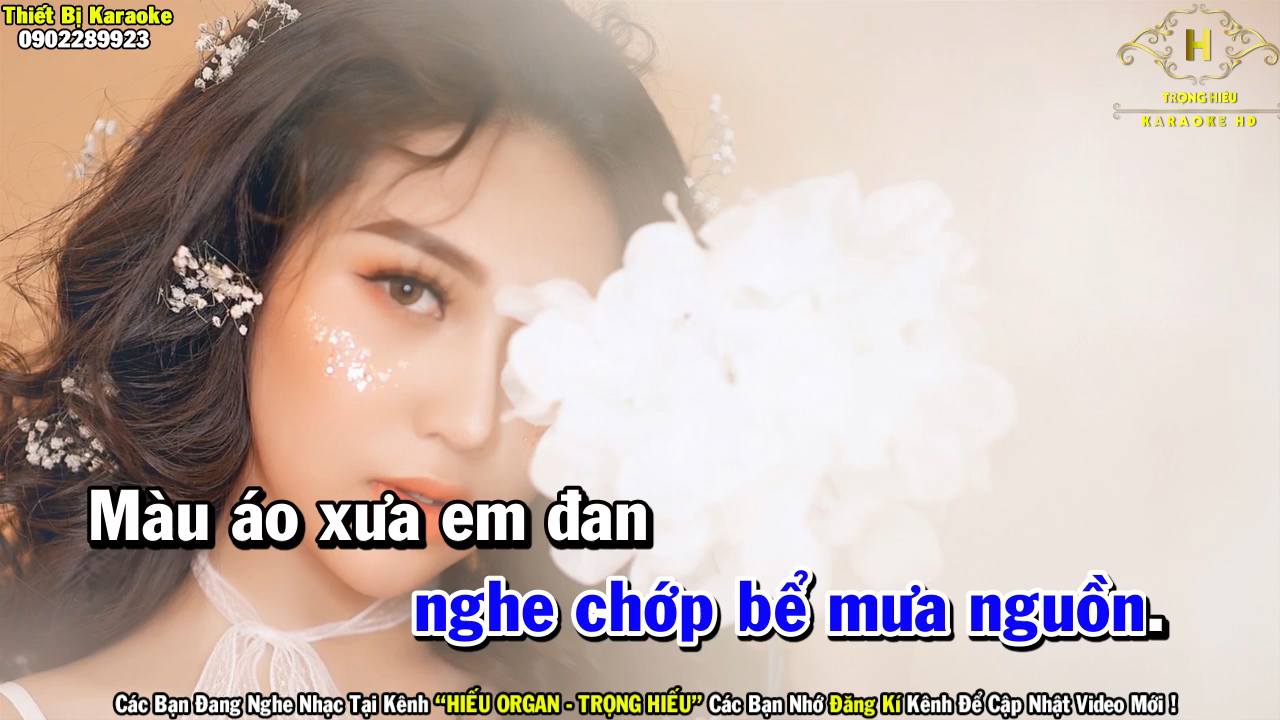 Thiết Bị Karaoke
0902289923
H
TRỌNG HIẾU
KARAOKE HD
Màu áo xưa em đan
nghe chớp bể mưa nguồn.
Các Bạn Đang Nghe Nhạc Tại Kênh “HIẾU ORGAN - TRỌNG HIẾU” Các Bạn Nhớ Đăng Kí Kênh Để Cập Nhật Video Mới !